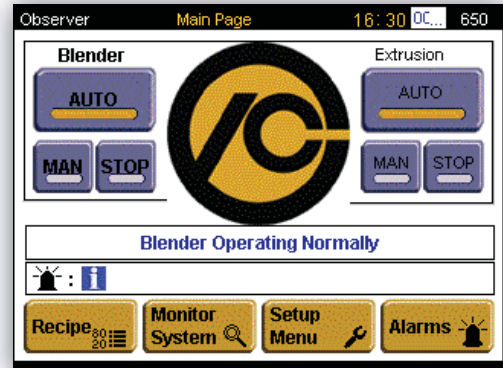 Observer Main Page 16:30 OC... 650
Blender Extrusion
AUTO AUTO
MAN STOP MAN STOP
Blender Operating Normally
: i
Recipe 80 20
Monitor System
Setup Menu
Alarms